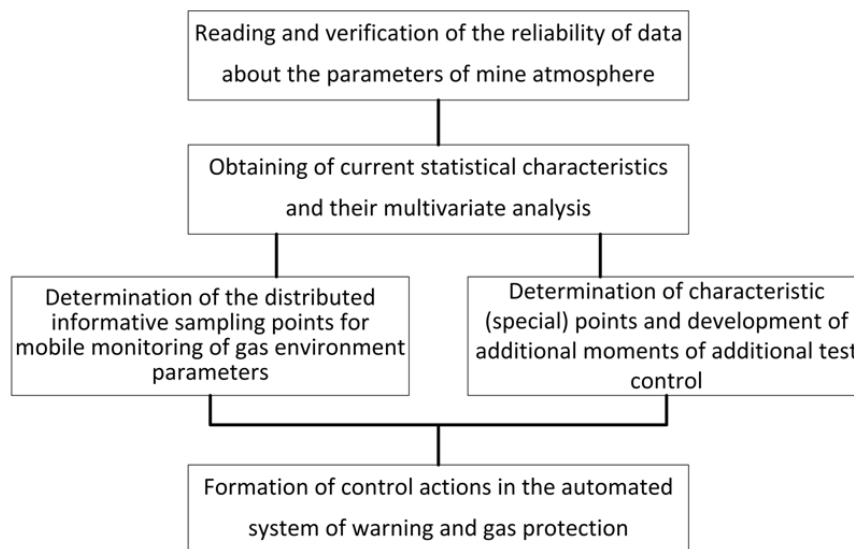 Reading and verification of the reliability of data
about the parameters of mine atmosphere
Obtaining of current statistical characteristics
and their multivariate analysis
Determination of the distributed
informative sampling points for
mobile monitoring of gas environment
parameters
Determination of characteristic
(special) points and development of
additional moments of additional test
control
Formation of control actions in the automated
system of warning and gas protection